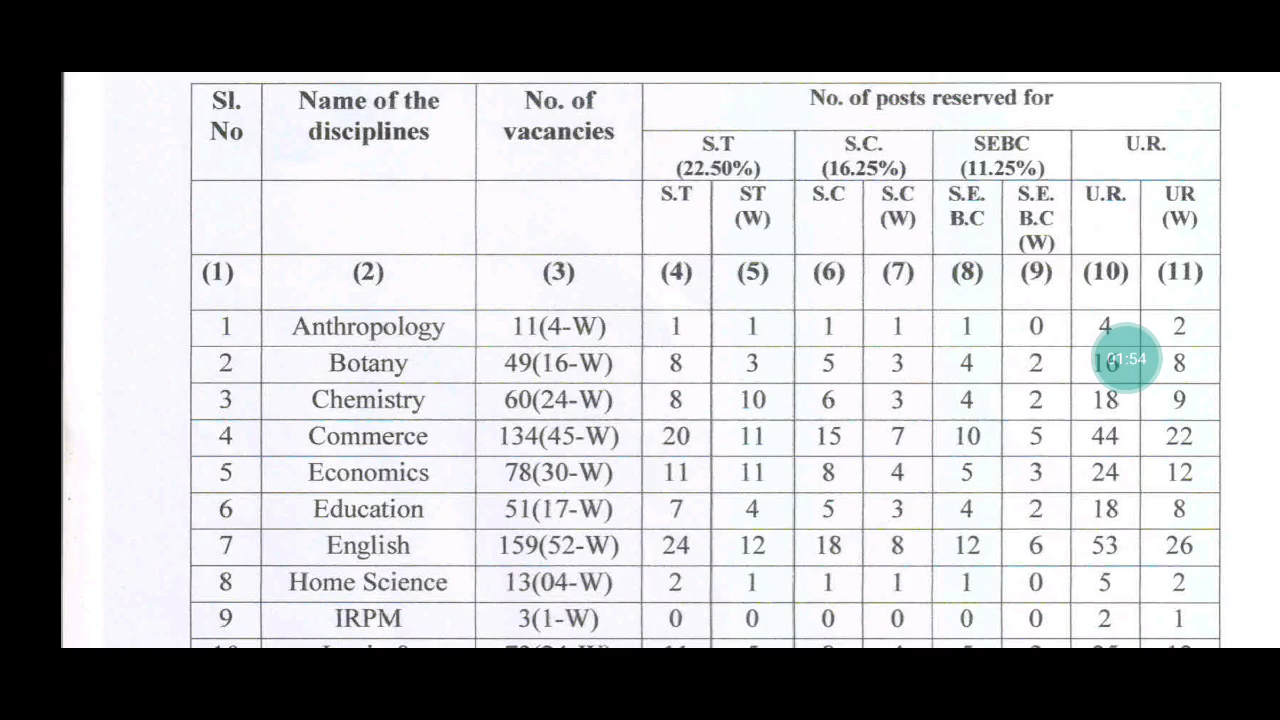 Sl. No | Name of the disciplines | No. of vacancies | No. of posts reserved for
S.T (22.50%) | S.C. (16.25%) | SEBC (11.25%) | U.R.
S.T | ST (W) | S.C | S.C (W) | S.E. B.C | S.E. B.C (W) | U.R. | UR (W)
(1) | (2) | (3) | (4) | (5) | (6) | (7) | (8) | (9) | (10) | (11)
1 | Anthropology | 11(4-W) | 1 | 1 | 1 | 1 | 1 | 0 | 4 | 2
2 | Botany | 49(16-W) | 8 | 3 | 5 | 3 | 4 | 2 | 16 | 8
01:54
3 | Chemistry | 60(24-W) | 8 | 10 | 6 | 3 | 4 | 2 | 18 | 9
4 | Commerce | 134(45-W) | 20 | 11 | 15 | 7 | 10 | 5 | 44 | 22
5 | Economics | 78(30-W) | 11 | 11 | 8 | 4 | 5 | 3 | 24 | 12
6 | Education | 51(17-W) | 7 | 4 | 5 | 3 | 4 | 2 | 18 | 8
7 | English | 159(52-W) | 24 | 12 | 18 | 8 | 12 | 6 | 53 | 26
8 | Home Science | 13(04-W) | 2 | 1 | 1 | 1 | 1 | 0 | 5 | 2
9 | IRPM | 3(1-W) | 0 | 0 | 0 | 0 | 0 | 0 | 2 | 1